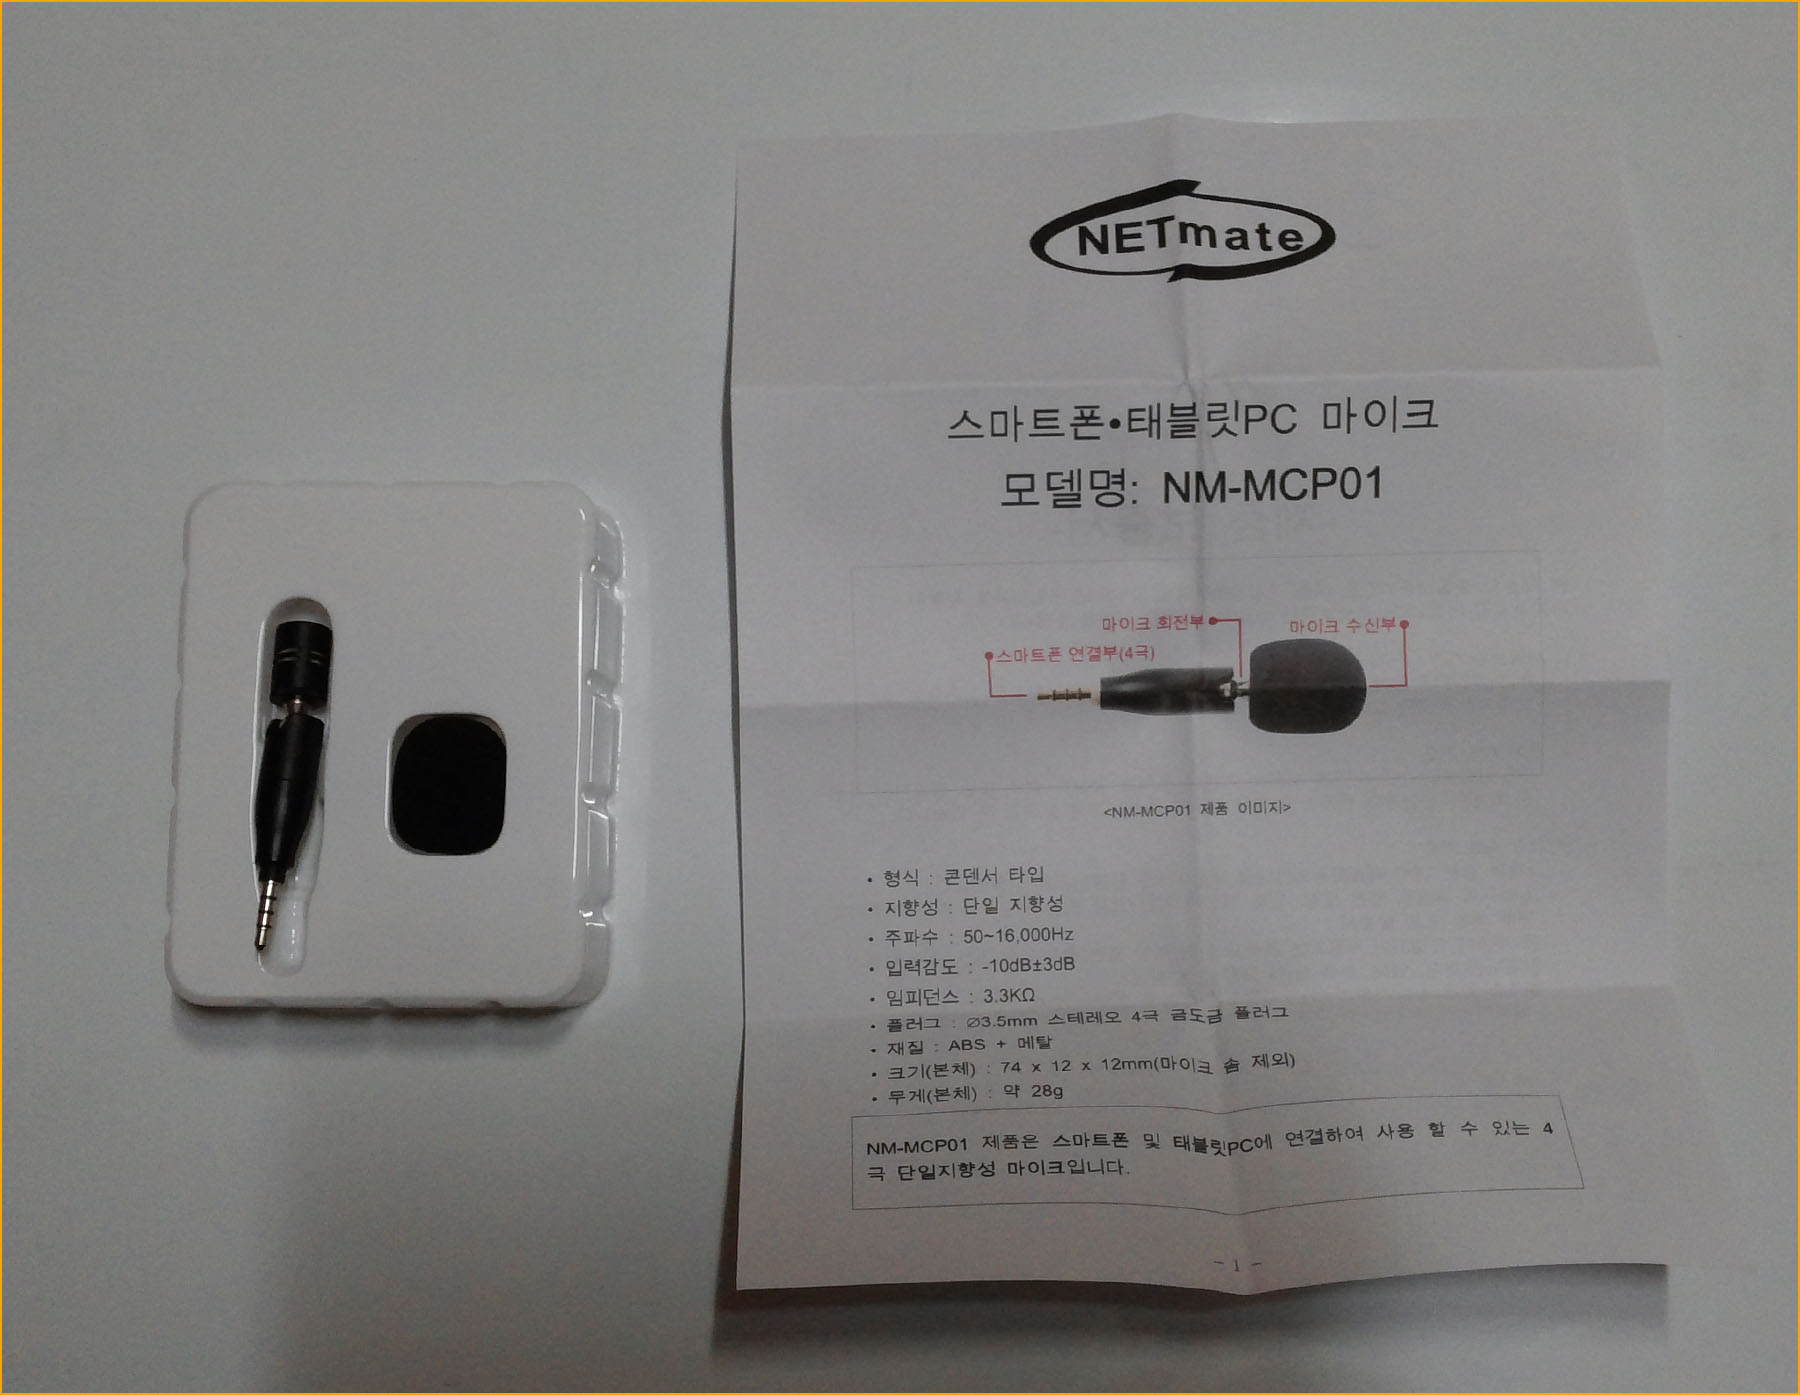 NETmate
스마트폰•태블릿PC 마이크
모델명: NM-MCP01
마이크 회전부
마이크 수신부
스마트폰 연결부(4극)
<NM-MCP01 제품 이미지>
• 형식 : 콘덴서 타입
• 지향성 : 단일 지향성
• 주파수 : 50~16,000Hz
• 입력감도 : -10dB±3dB
• 임피던스 : 3.3KΩ
• 플러그 : ∅3.5mm 스테레오 4극 금도금 플러그
• 재질 : ABS + 메탈
• 크기(본체) : 74 x 12 x 12mm(마이크 솜 제외)
• 무게(본체) : 약 28g
NM-MCP01 제품은 스마트폰 및 태블릿PC에 연결하여 사용 할 수 있는 4
극 단일지향성 마이크입니다.
- 1 -